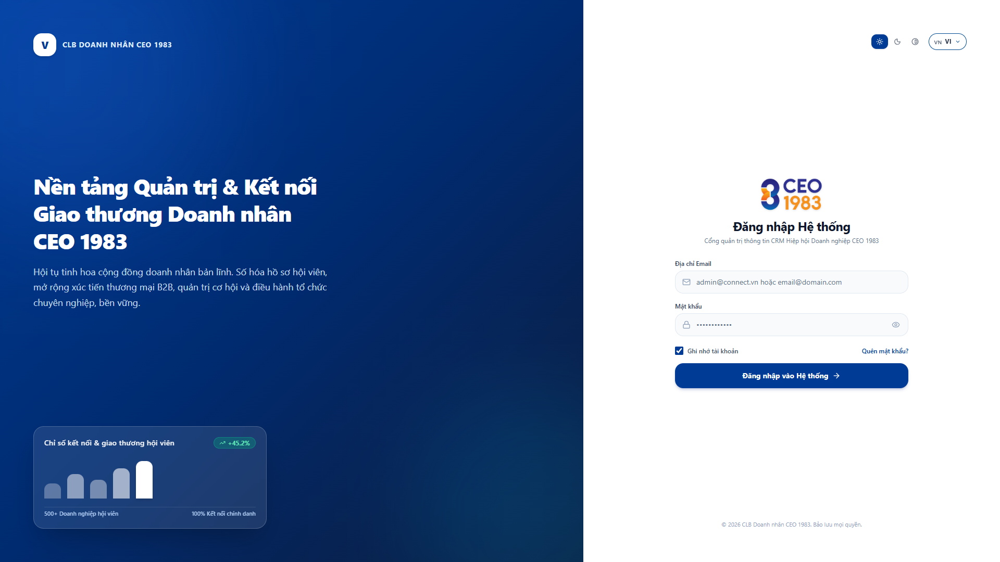 V
CLB DOANH NHÂN CEO 1983
Nền tảng Quản trị & Kết nối
Giao thương Doanh nhân
CEO 1983
Hội tụ tinh hoa cộng đồng doanh nhân bản lĩnh. Số hóa hồ sơ hội viên,
mở rộng xúc tiến thương mại B2B, quản trị cơ hội và điều hành tổ chức
chuyên nghiệp, bền vững.
Chỉ số kết nối & giao thương hội viên
+45.2%
500+ Doanh nghiệp hội viên
100% Kết nối chính danh
VN VI
CEO
1983
Đăng nhập Hệ thống
Cổng quản trị thông tin CRM Hiệp hội Doanh nghiệp CEO 1983
Địa chỉ Email
admin@connect.vn hoặc email@domain.com
Mật khẩu
••••••••••••
Ghi nhớ tài khoản
Quên mật khẩu?
Đăng nhập vào Hệ thống
© 2026 CLB Doanh nhân CEO 1983. Bảo lưu mọi quyền.